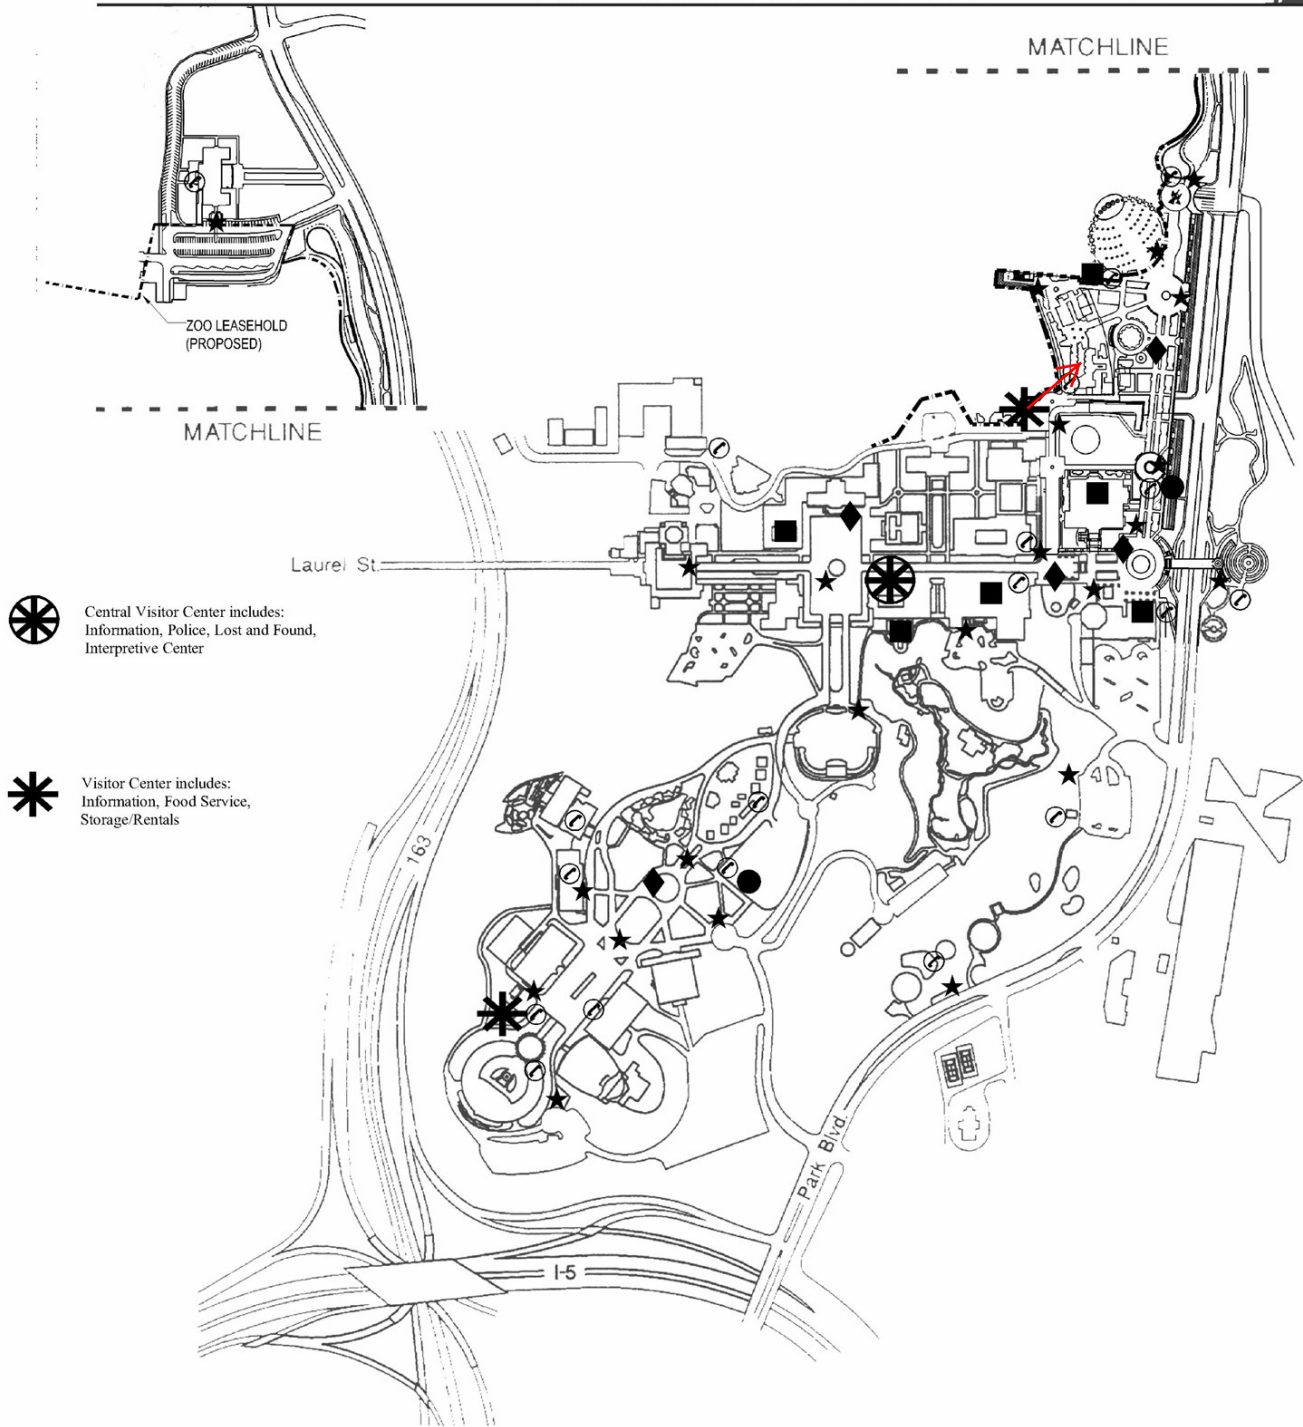 MATCHLINE
ZOO LEASEHOLD
(PROPOSED)
MATCHLINE
Laurel St.
Central Visitor Center includes:
Information, Police, Lost and Found,
Interpretive Center
Visitor Center includes:
Information, Food Service,
Storage/Rentals
163
Park Blvd.
I-5